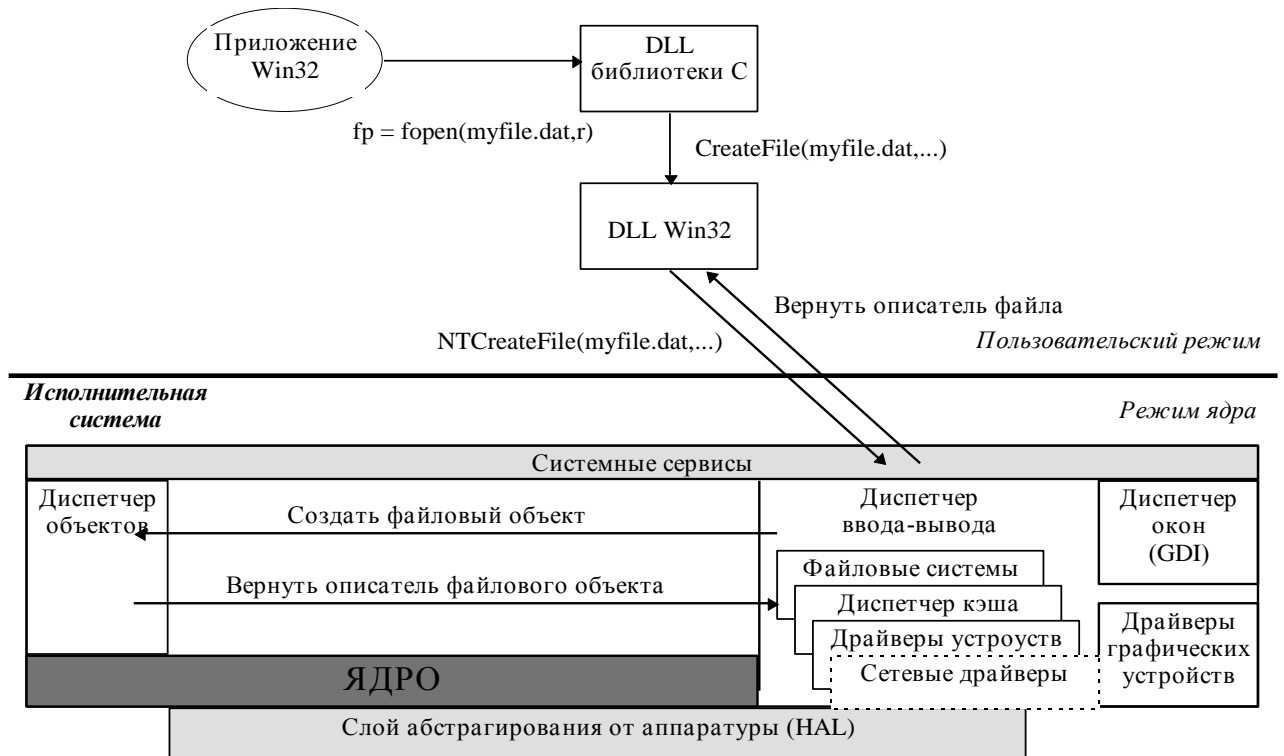 Приложение
Win32
DLL
библиотеки С
fp = fopen(myfile.dat,r)
CreateFile(myfile.dat,...)
DLL Win32
Вернуть описатель файла
NTCreateFile(myfile.dat,...)
Пользовательский режим
Исполнительная
система
Режим ядра
Системные сервисы
Диспетчер
объектов
Создать файловый объект
Вернуть описатель файлового объекта
Диспетчер
ввода-вывода
Файловые системы
Диспетчер кэша
Драйверы устроуств
Сетевые драйверы
Диспетчер
окон
(GDI)
Драйверы
графических
устройств
ЯДРО
Слой абстрагирования от аппаратуры (HAL)